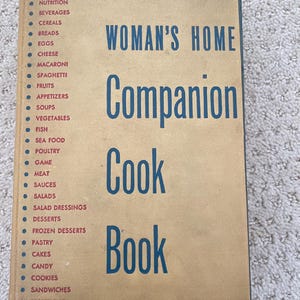 NUTRITION
BEVERAGES
CEREALS
BREADS
EGGS
CHEESE
MACARONI
SPAGHETTI
FRUITS
APPETIZERS
SOUPS
VEGETABLES
FISH
SEA FOOD
POULTRY
GAME
MEAT
SAUCES
SALADS
SALAD DRESSINGS
DESSERTS
FROZEN DESSERTS
PASTRY
CAKES
CANDY
COOKIES
SANDWICHES
WOMAN'S HOME
Companion
Cook
Book